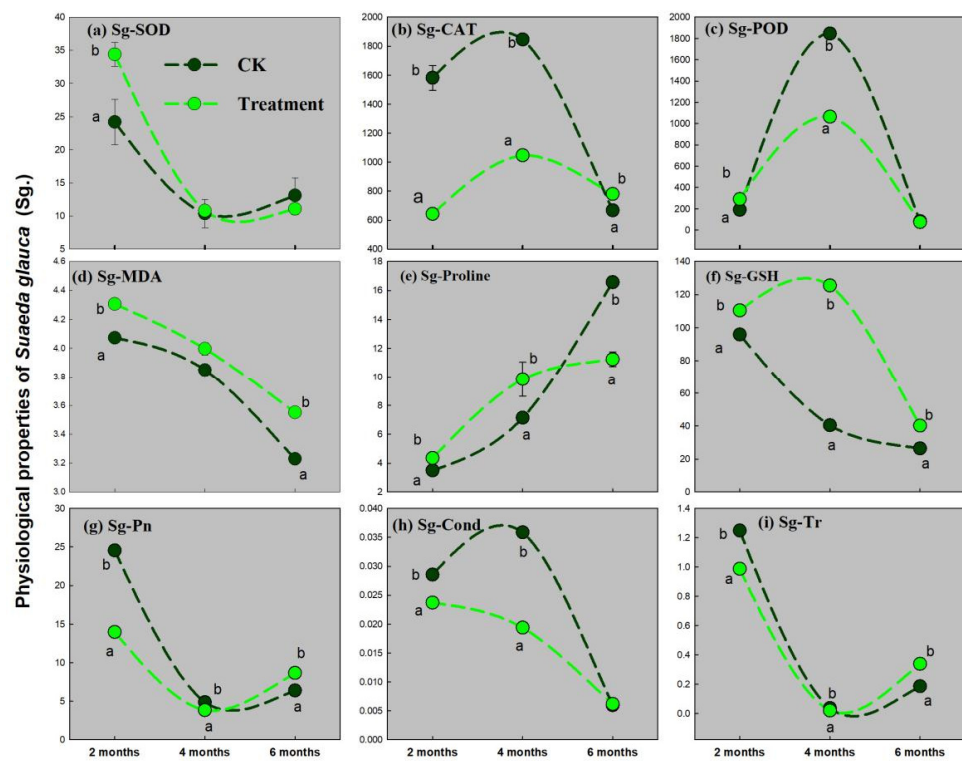 Physiological properties of Suaeda glauca (Sg.)
(a) Sg-SOD
CK
Treatment
40
35
30
25
20
15
10
5
b
a
(b) Sg-CAT
2000
1800
1600
1400
1200
1000
800
600
400
b
b
a
a
b
a
(c) Sg-POD
2000
1800
1600
1400
1200
1000
800
600
400
200
0
b
a
b
a
(d) Sg-MDA
4.6
4.4
4.2
4.0
3.8
3.6
3.4
3.2
3.0
b
a
b
a
(e) Sg-Proline
18
16
14
12
10
8
6
4
2
b
a
b
a
b
a
(f) Sg-GSH
140
120
100
80
60
40
20
0
b
a
b
a
b
a
(g) Sg-Pn
30
25
20
15
10
5
0
b
a
b
a
b
a
2 months 4 months 6 months
(h) Sg-Cond
0.040
0.035
0.030
0.025
0.020
0.015
0.010
0.005
0.000
b
a
b
a
2 months 4 months 6 months
(i) Sg-Tr
1.4
1.2
1.0
0.8
0.6
0.4
0.2
0.0
b
a
b
a
b
a
2 months 4 months 6 months